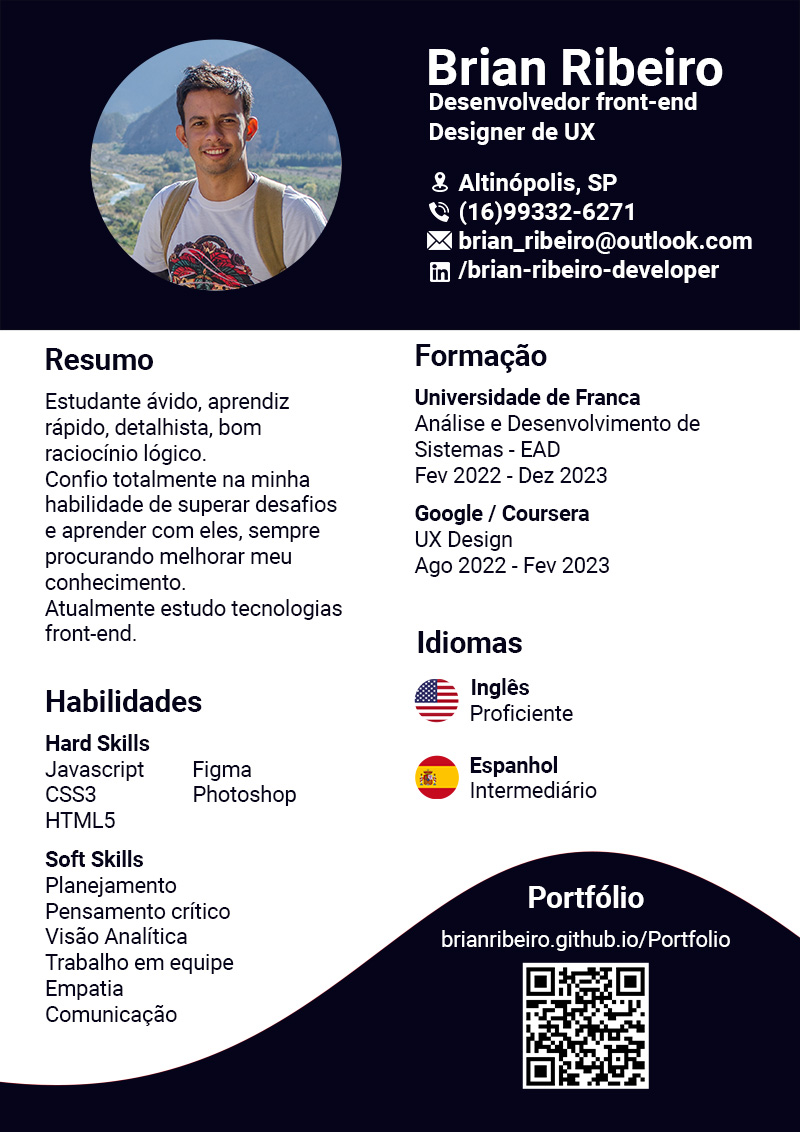 Brian Ribeiro
Desenvolvedor front-end
Designer de UX
Altinópolis, SP
(16)99332-6271
brian_ribeiro@outlook.com
/brian-ribeiro-developer
Resumo
Estudante ávido, aprendiz
rápido, detalhista, bom
raciocínio lógico.
Confio totalmente na minha
habilidade de superar desafios
e aprender com eles, sempre
procurando melhorar meu
conhecimento.
Atualmente estudo tecnologias
front-end.
Habilidades
Hard Skills
Javascript Figma
CSS3 Photoshop
HTML5
Soft Skills
Planejamento
Pensamento crítico
Visão Analítica
Trabalho em equipe
Empatia
Comunicação
Formação
Universidade de Franca
Análise e Desenvolvimento de
Sistemas - EAD
Fev 2022 - Dez 2023
Google / Coursera
UX Design
Ago 2022 - Fev 2023
Idiomas
Inglês
Proficiente
Espanhol
Intermediário
Portfólio
brianribeiro.github.io/Portfolio